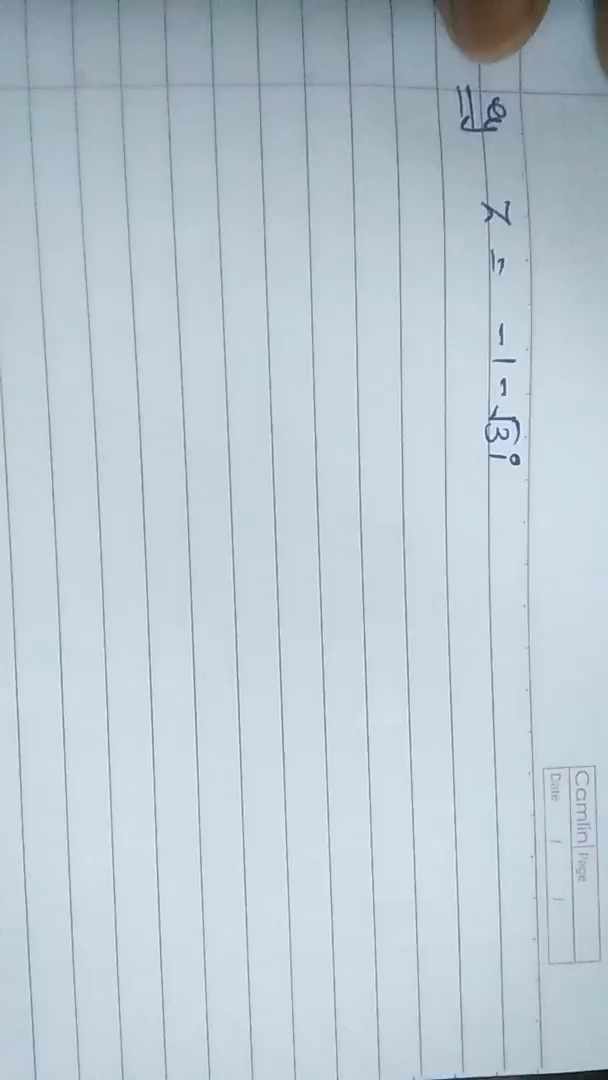 Camlin Page
Date / /
Q) z = -1 - √3 i